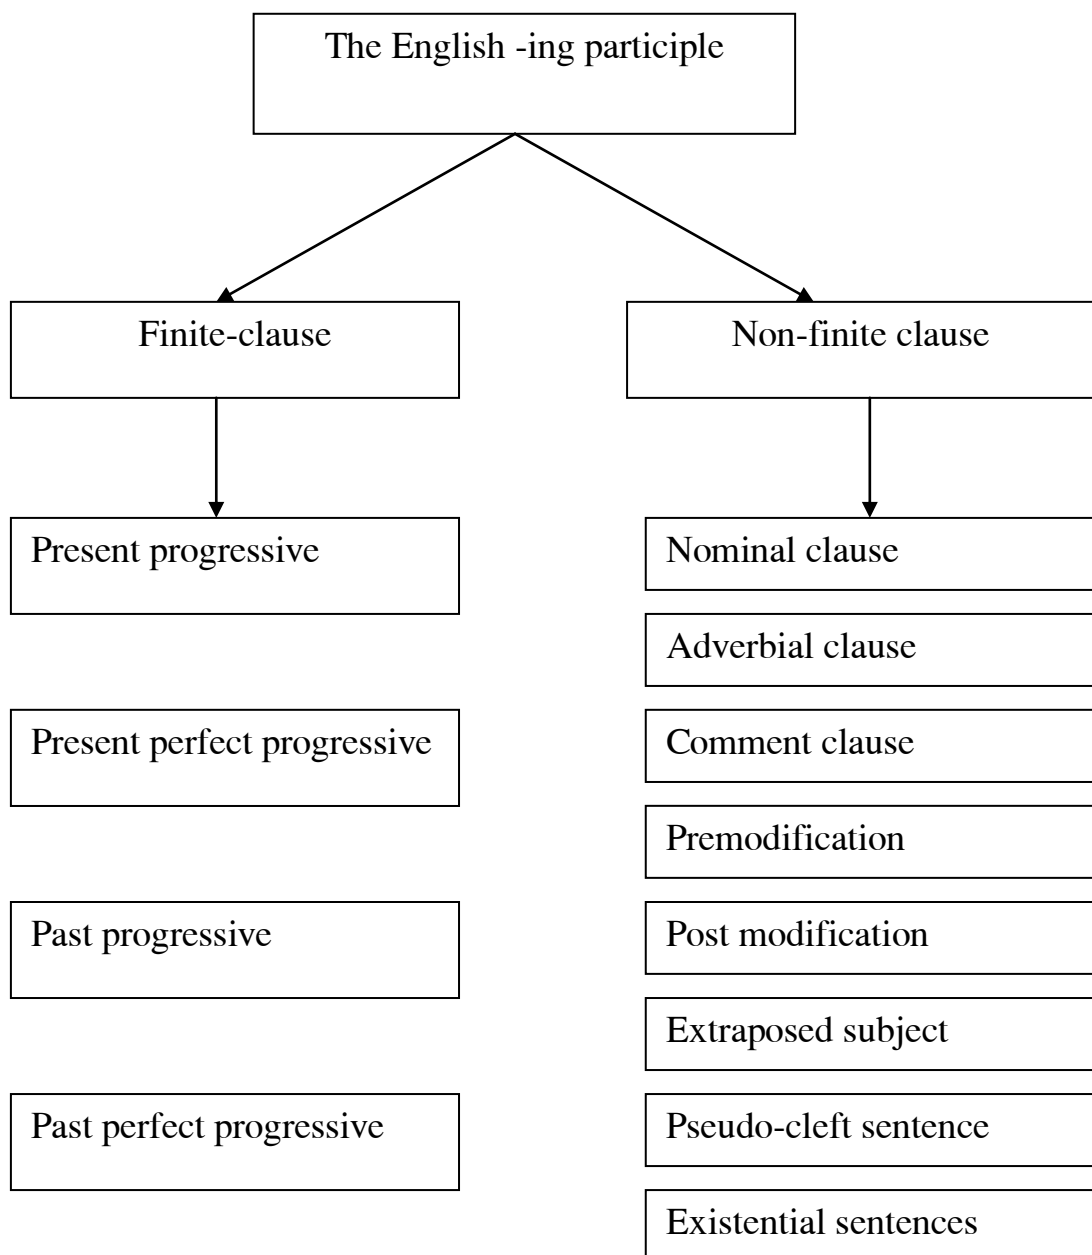 The English -ing participle
Finite-clause
Non-finite clause
Present progressive
Present perfect progressive
Past progressive
Past perfect progressive
Nominal clause
Adverbial clause
Comment clause
Premodification
Post modification
Extraposed subject
Pseudo-cleft sentence
Existential sentences